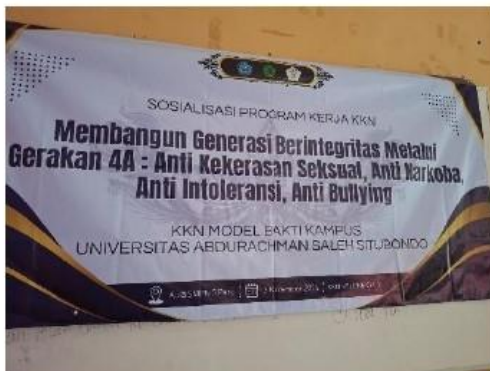 SOSIALISASI PROGRAM KERJA KKN
Membangun Generasi Berintegritas Melalui
Gerakan 4A : Anti Kekerasan Seksual, Anti Narkoba,
Anti Intoleransi, Anti Bullying
KKN MODEL BAKTI KAMPUS
UNIVERSITAS ABDURACHMAN SALEH SITUBONDO